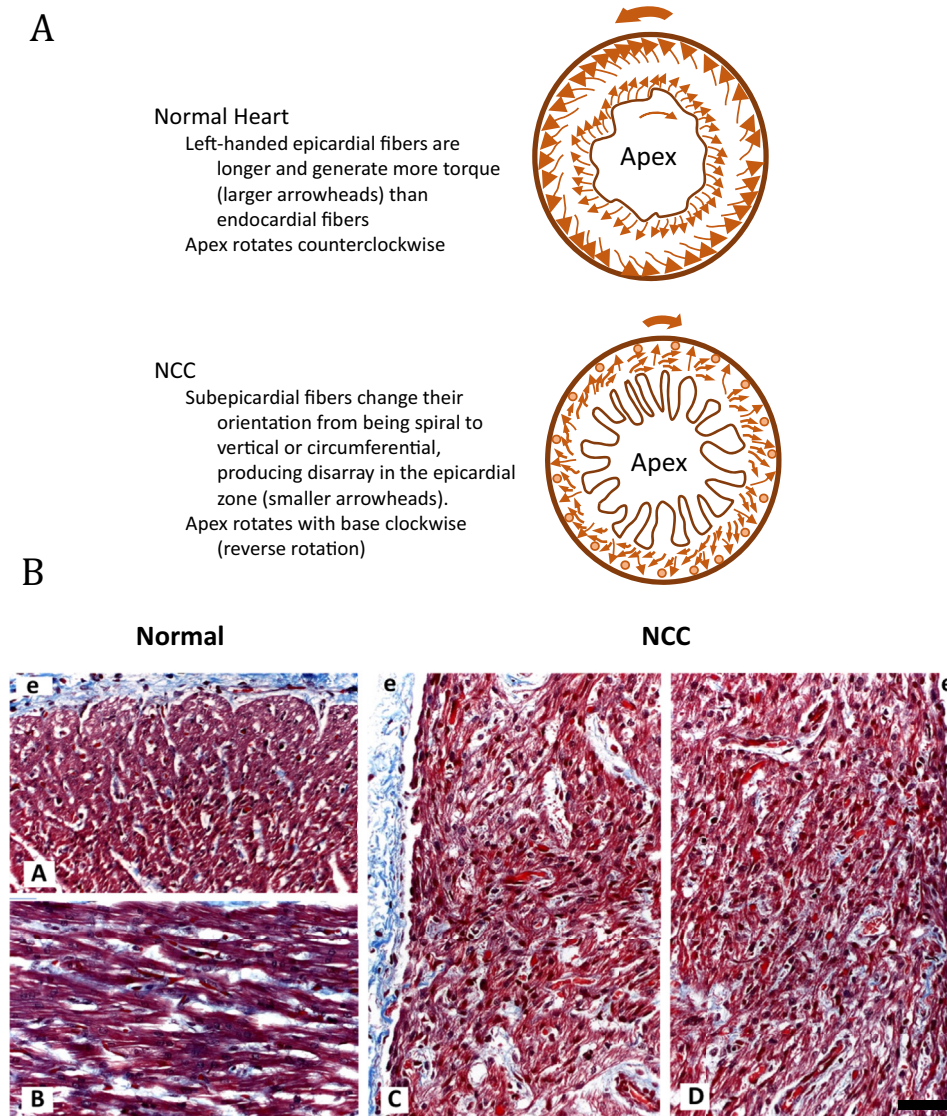 A
Normal Heart
Left-handed epicardial fibers are
longer and generate more torque
(larger arrowheads) than
endocardial fibers
Apex rotates counterclockwise
Apex
NCC
Subepicardial fibers change their
orientation from being spiral to
vertical or circumferential,
producing disarray in the epicardial
zone (smaller arrowheads).
Apex rotates with base clockwise
(reverse rotation)
Apex
B
Normal
NCC
e
A
B
e
C
e
D